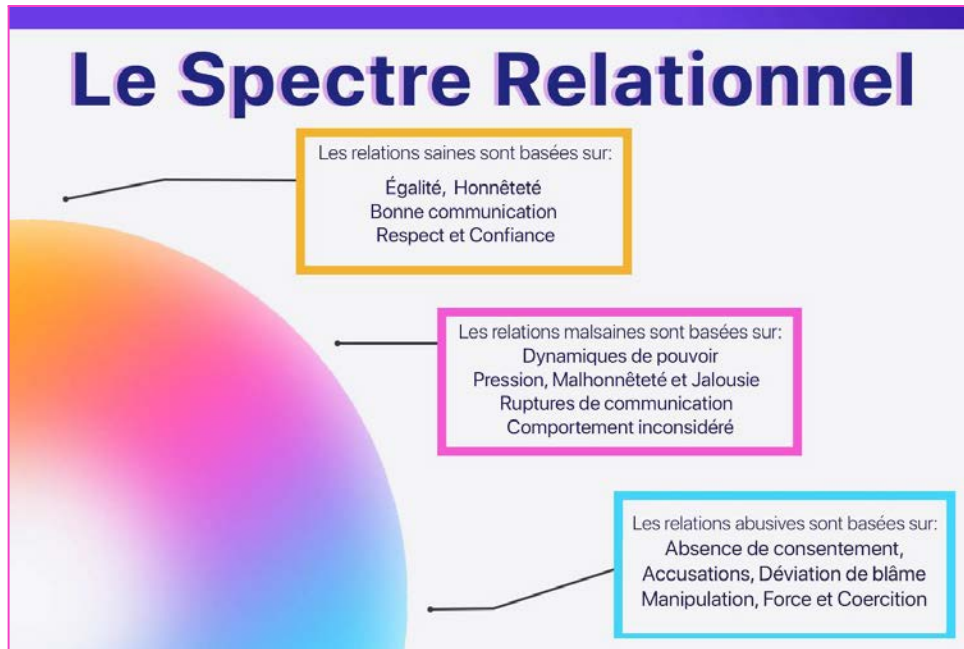 Le Spectre Relationnel
Les relations saines sont basées sur:
Égalité, Honnêteté
Bonne communication
Respect et Confiance
Les relations malsaines sont basées sur:
Dynamiques de pouvoir
Pression, Malhonnêteté et Jalousie
Ruptures de communication
Comportement inconsidéré
Les relations abusives sont basées sur:
Absence de consentement,
Accusations, Déviation de blâme
Manipulation, Force et Coercition